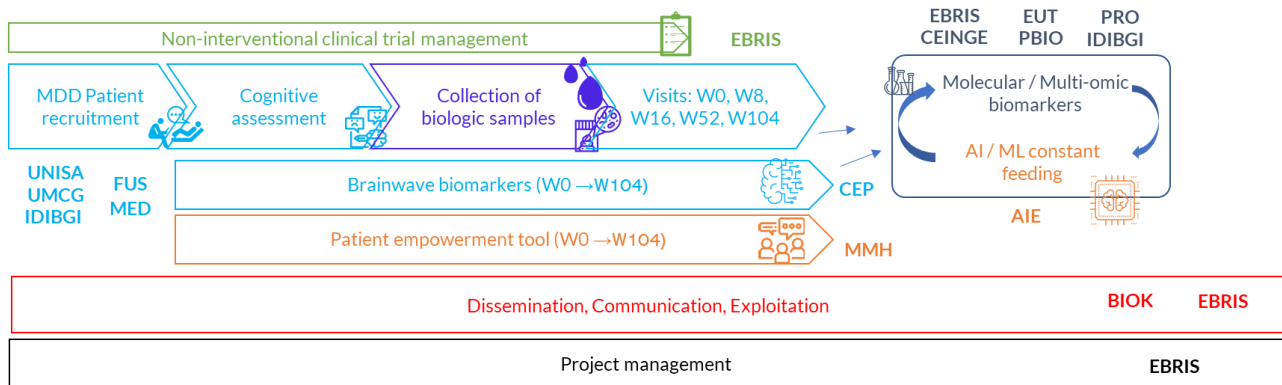 Non-interventional clinical trial management
EBRIS
EBRIS EUT PRO
CEINGE PBIO IDIBGI
MDD Patient
recruitment
Cognitive
assessment
Collection of
biologic samples
Visits: W0, W8,
W16, W52, W104
Molecular / Multi-omic
biomarkers
AI / ML constant
feeding
AIE
UNISA
UMCG
IDIBGI
FUS
MED
Brainwave biomarkers (W0 →W104)
CEP
Patient empowerment tool (W0 →W104)
MMH
Dissemination, Communication, Exploitation
BIOK EBRIS
Project management
EBRIS